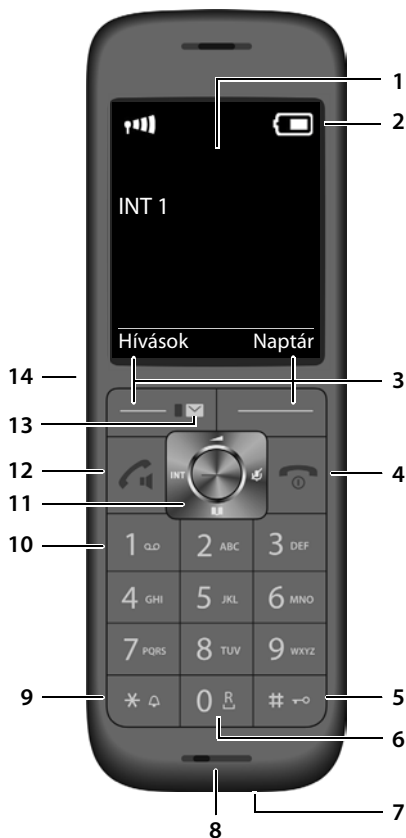 1
2
INT 1
Hívások Naptár
14
3
13
12
INT
4
11
10
1 2 ABC 3 DEF
4 GHI 5 JKL 6 MNO
7 PQRS 8 TUV 9 WXYZ
9
* 0 R #
5
6
7
8